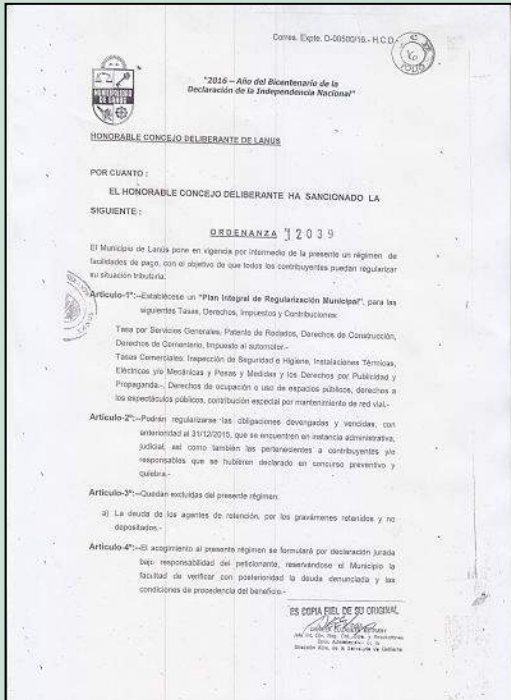 Corres. Expte. D-00500/16.- H.C.D.
FOLIO
MUNICIPALIDAD
DE LANUS
"2016 – Año del Bicentenario de la
Declaración de la Independencia Nacional"
HONORABLE CONCEJO DELIBERANTE DE LANUS
POR CUANTO :
EL HONORABLE CONCEJO DELIBERANTE HA SANCIONADO LA
SIGUIENTE :
ORDENANZA 12039
El Municipio de Lanús pone en vigencia por intermedio de la presente un régimen de
facilidades de pago, con el objetivo de que todos los contribuyentes puedan regularizar
su situación tributaria.
Artículo-1°:--Establécese un "Plan Integral de Regularización Municipal", para las
siguientes Tasas, Derechos, Impuestos y Contribuciones:
Tasa por Servicios Generales, Patente de Rodados, Derechos de Construcción,
Derechos de Cementerio, Impuesto al automotor.-
Tasas Comerciales: Inspección de Seguridad e Higiene, Instalaciones Térmicas,
Eléctricos y/o Mecánicas y Pesas y Medidas y los Derechos por Publicidad y
Propaganda.-, Derechos de ocupación o uso de espacios públicos, derechos a
los espectáculos públicos, contribución especial por mantenimiento de red vial.-
Artículo-2°:--Podrán regularizarse las obligaciones devengadas y vencidas, con
anterioridad al 31/12/2015, que se encuentren en instancia administrativa,
judicial, así como también las pertenecientes a contribuyentes y/o
responsables que se hubieren declarado en concurso preventivo y
quiebra.-
Artículo-3°:--Quedan excluidas del presente régimen:
a) La deuda de los agentes de retención, por los gravámenes retenidos y no
depositados.-
Artículo-4°:--El acogimiento al presente régimen se formulará por declaración jurada
bajo responsabilidad del peticionante, reservándose el Municipio la
facultad de verificar con posterioridad la deuda denunciada y las
condiciones de procedencia del beneficio.-
ES COPIA FIEL DE SU ORIGINAL